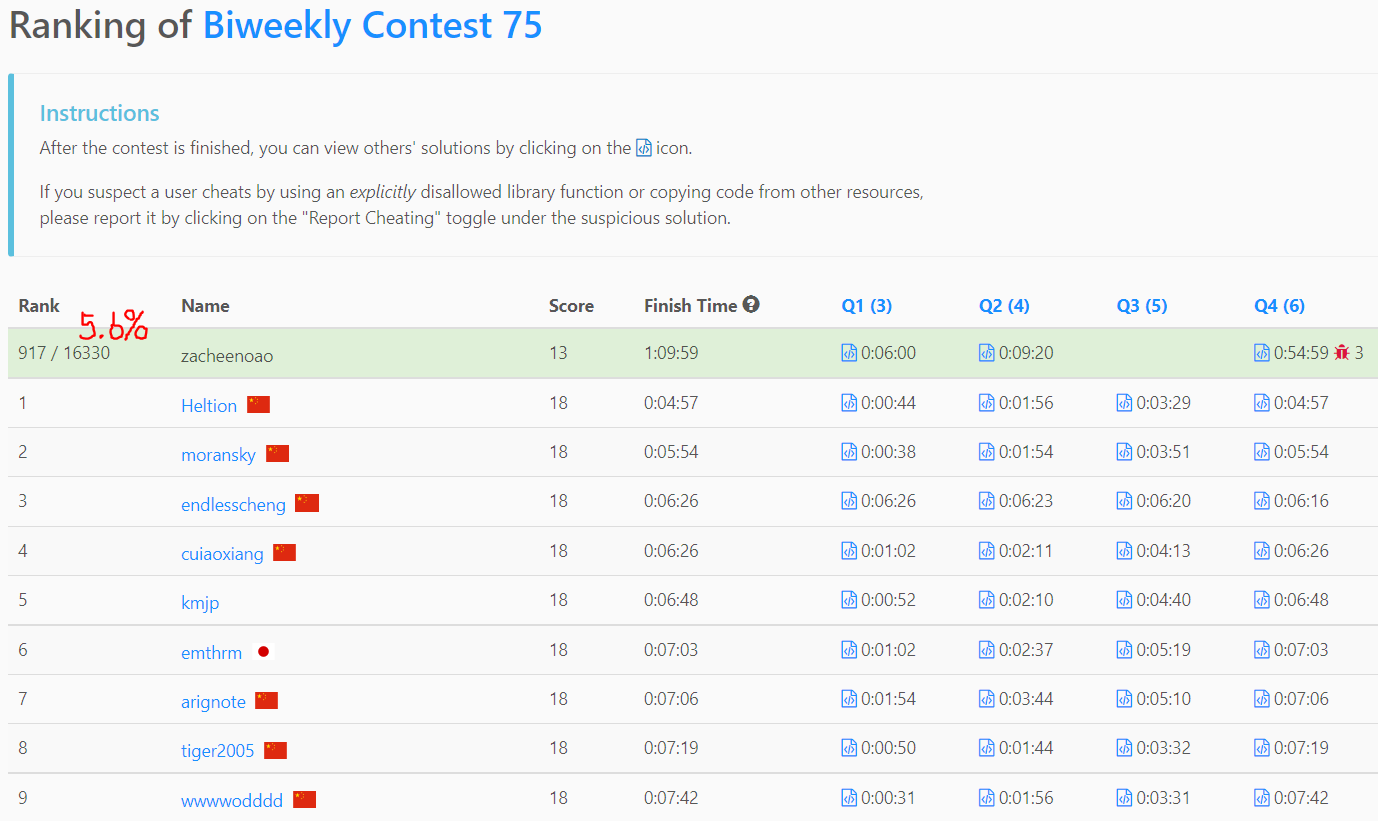 Ranking of Biweekly Contest 75
Instructions
After the contest is finished, you can view others' solutions by clicking on the icon.
If you suspect a user cheats by using an explicitly disallowed library function or copying code from other resources,
please report it by clicking on the "Report Cheating" toggle under the suspicious solution.
Rank Name Score Finish Time Q1 (3) Q2 (4) Q3 (5) Q4 (6)
5.6%
917 / 16330 zacheenoao 13 1:09:59 0:06:00 0:09:20 0:54:59 3
1 Heltion 18 0:04:57 0:00:44 0:01:56 0:03:29 0:04:57
2 moransky 18 0:05:54 0:00:38 0:01:54 0:03:51 0:05:54
3 endlesscheng 18 0:06:26 0:06:26 0:06:23 0:06:20 0:06:16
4 cuiaoxiang 18 0:06:26 0:01:02 0:02:11 0:04:13 0:06:26
5 kmjp 18 0:06:48 0:00:52 0:02:10 0:04:40 0:06:48
6 emthrm 18 0:07:03 0:01:02 0:02:37 0:05:19 0:07:03
7 arignote 18 0:07:06 0:01:54 0:03:44 0:05:10 0:07:06
8 tiger2005 18 0:07:19 0:00:50 0:01:44 0:03:32 0:07:19
9 wwwwodddd 18 0:07:42 0:00:31 0:01:56 0:03:31 0:07:42